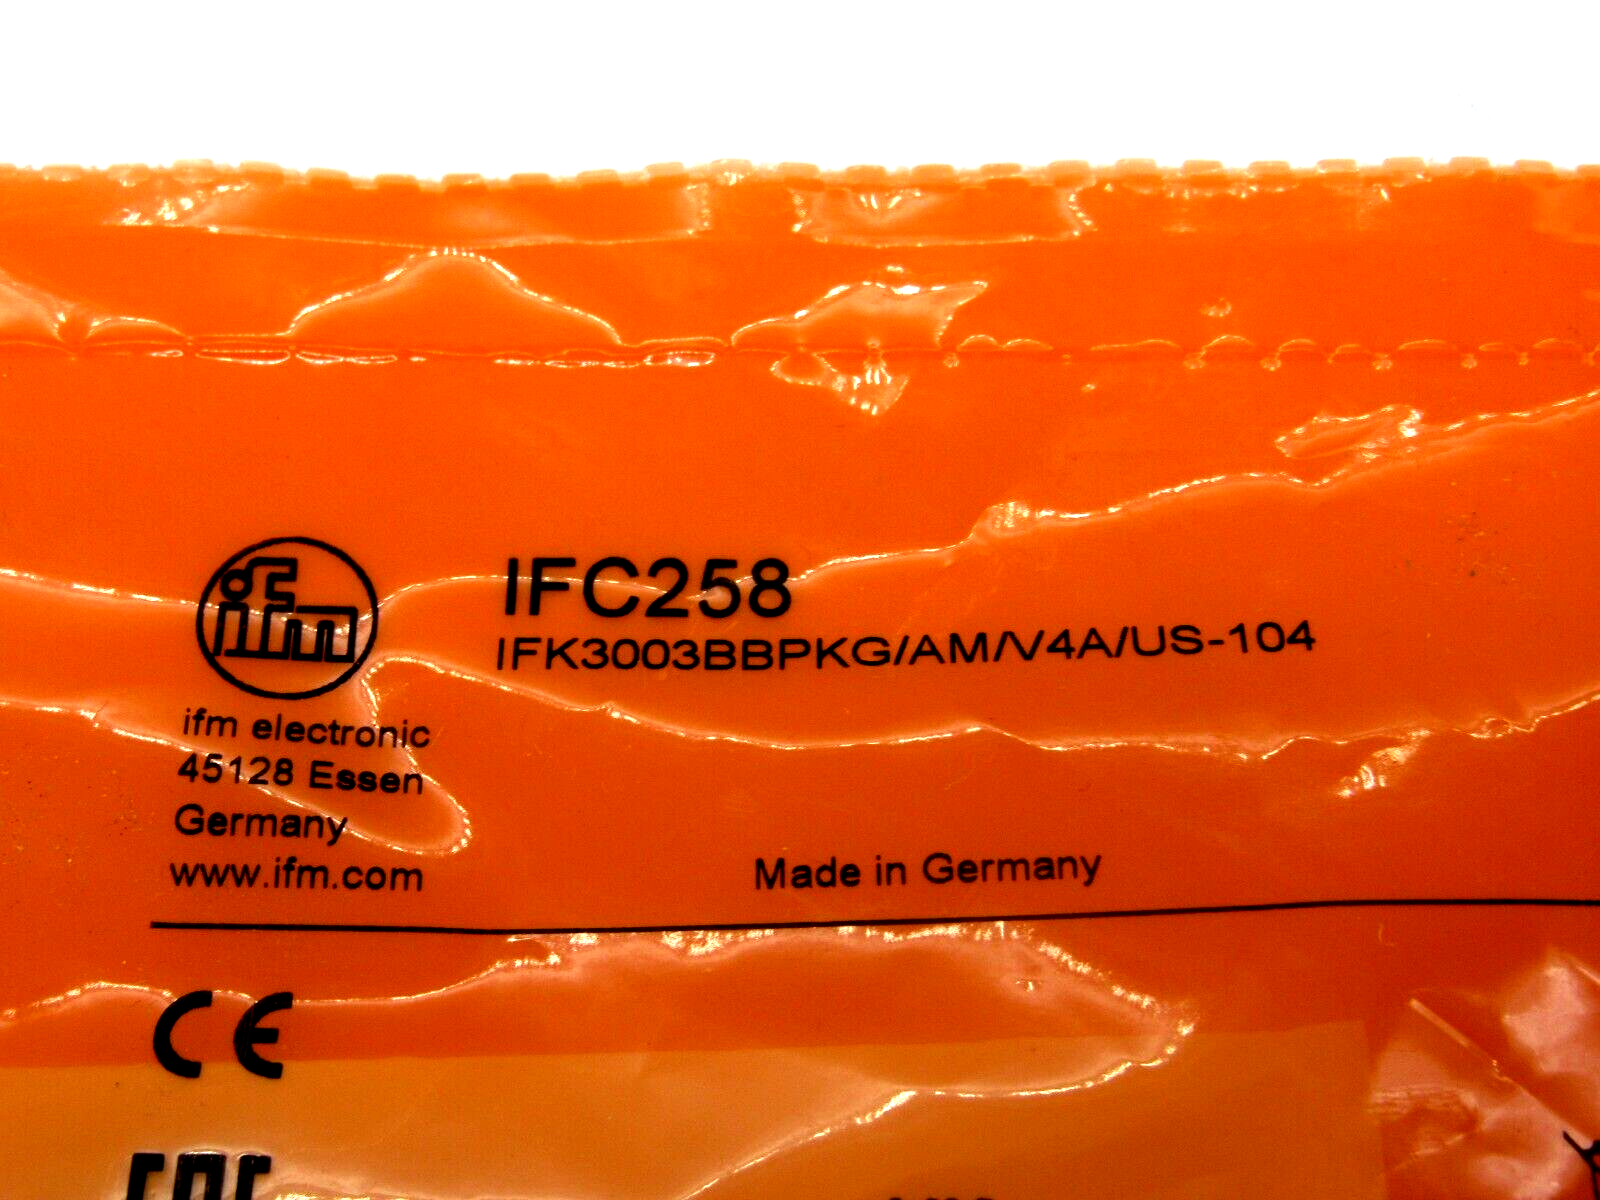 ifm
IFC258
IFK3003BBPKG/AM/V4A/US-104
ifm electronic
45128 Essen
Germany
www.ifm.com
Made in Germany
CE